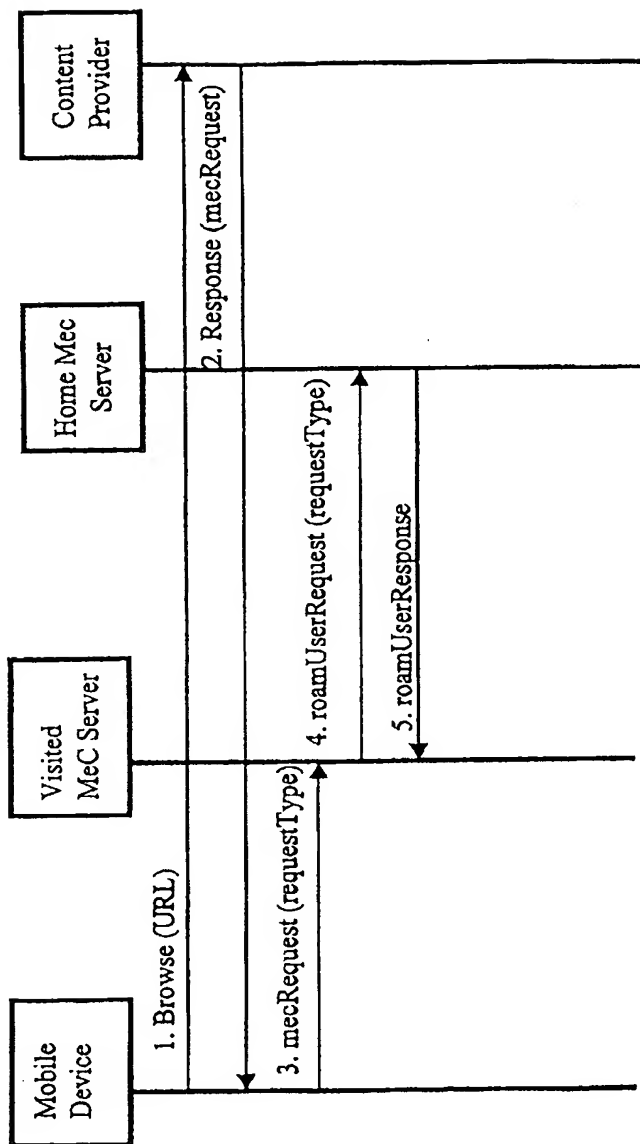 Mobile
Device
Visited
MeC Server
Home Mec
Server
Content
Provider
1. Browse (URL)
2. Response (mecRequest)
3. mecRequest (requestType)
4. roamUserRequest (requestType)
5. roamUserResponse